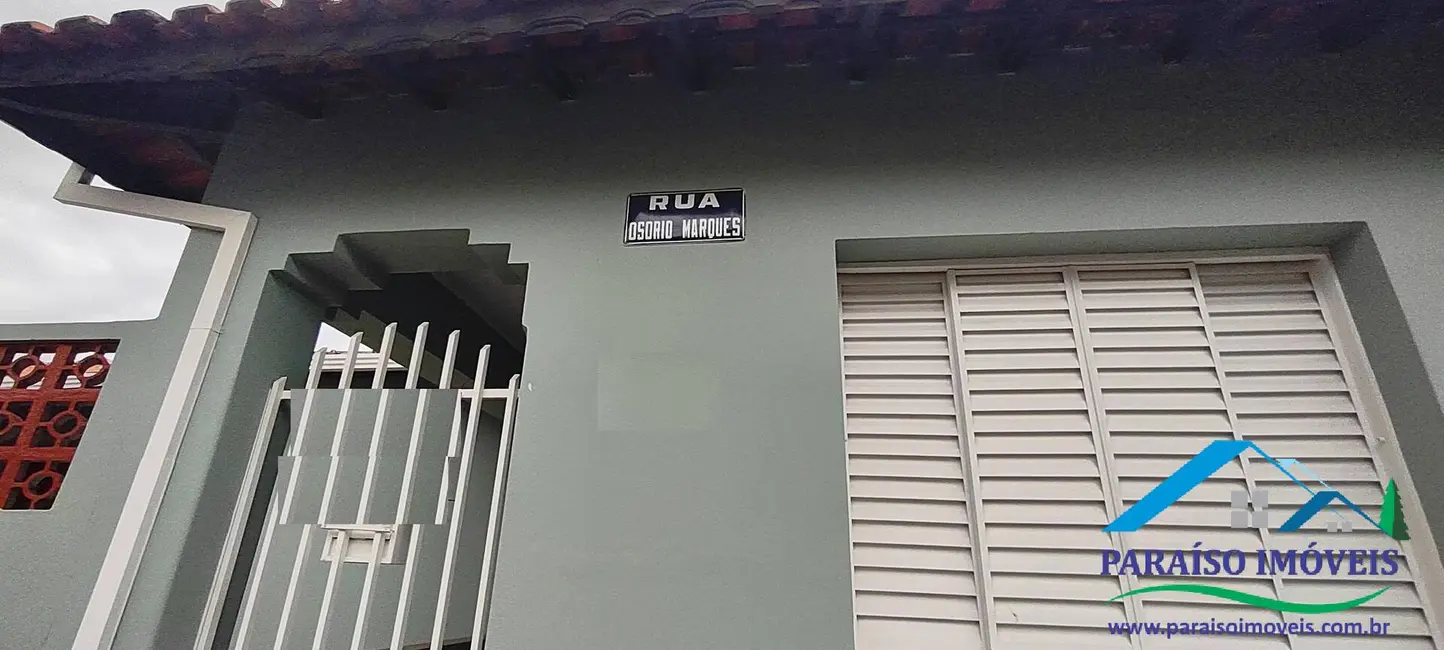 RUA
OSORIO MARQUES
PARAÍSO IMÓVEIS
www.paraisoimoveis.com.br